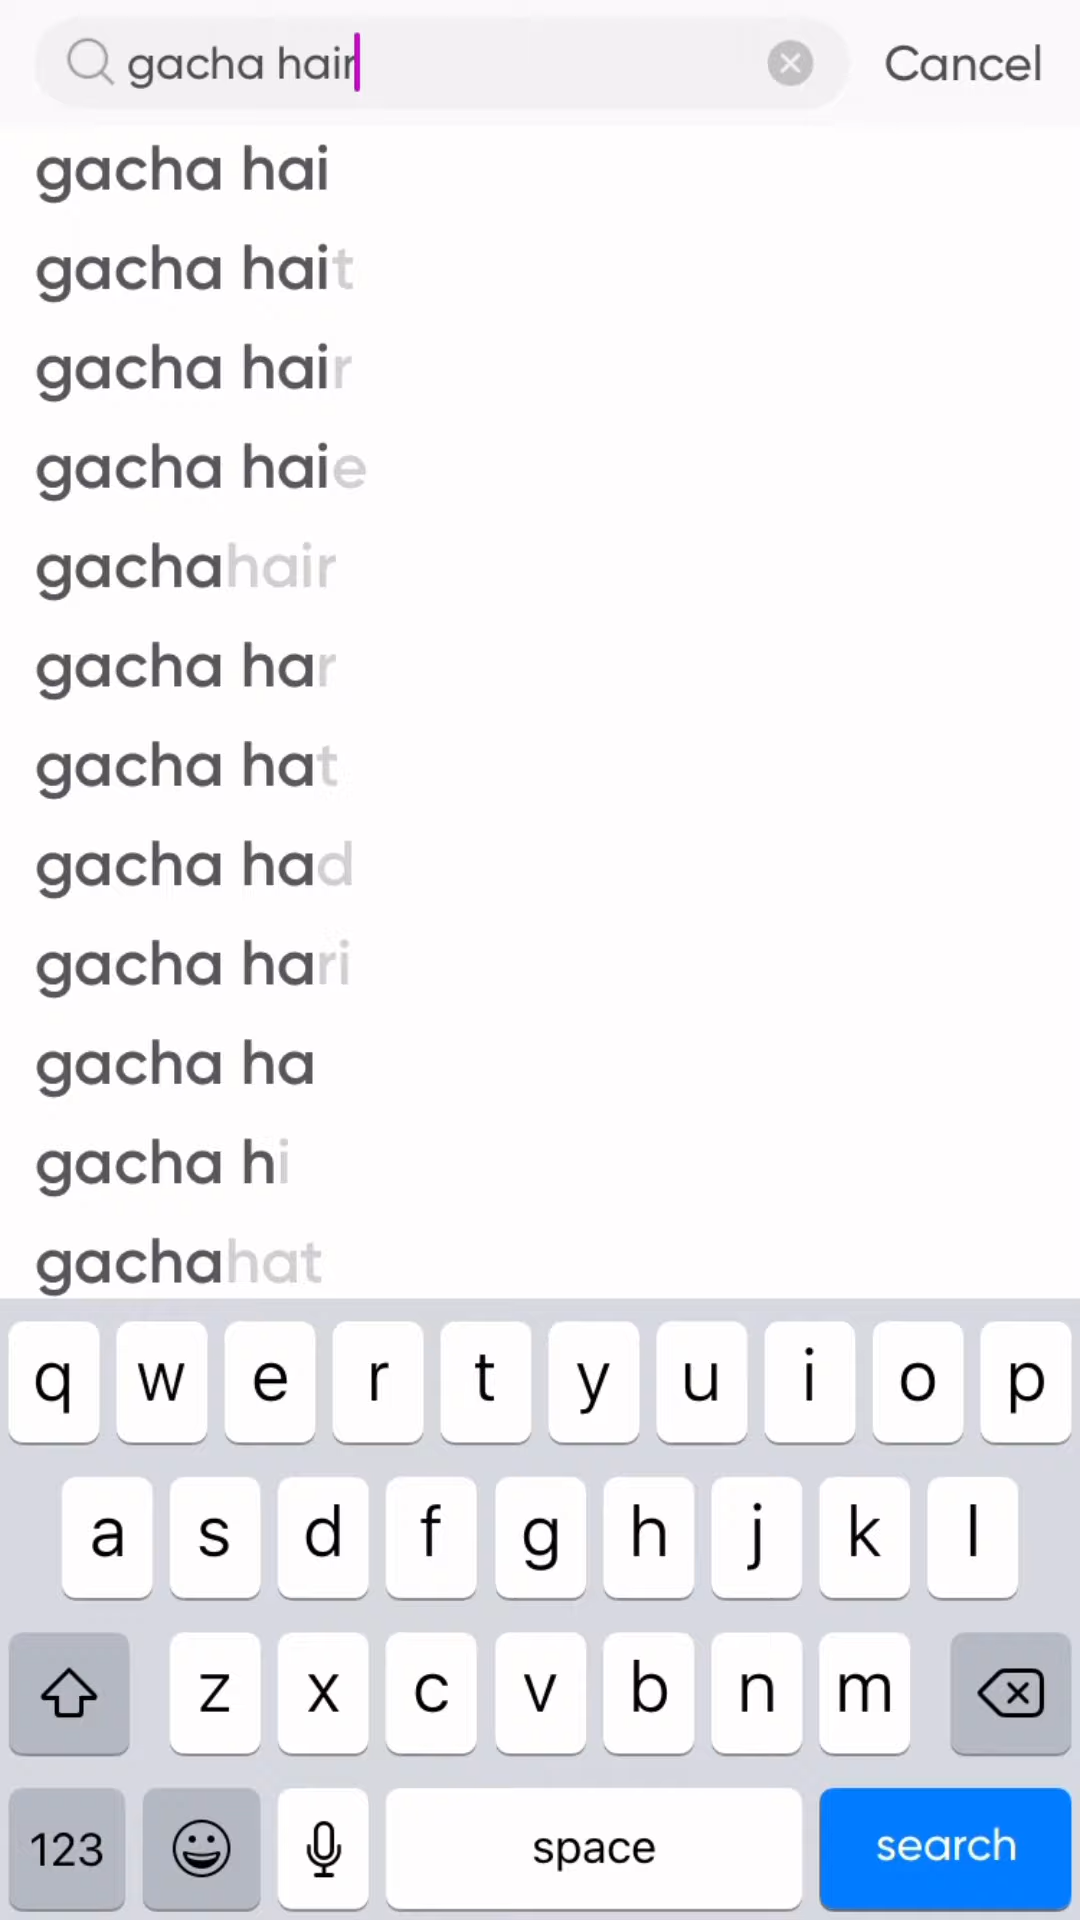 gacha hair
Cancel
gacha hai
gacha hait
gacha hair
gacha haie
gachahair
gacha har
gacha hat
gacha had
gacha hari
gacha ha
gacha hi
gachahat
q w e r t y u i o p
a s d f g h j k l
z x c v b n m
123 space search